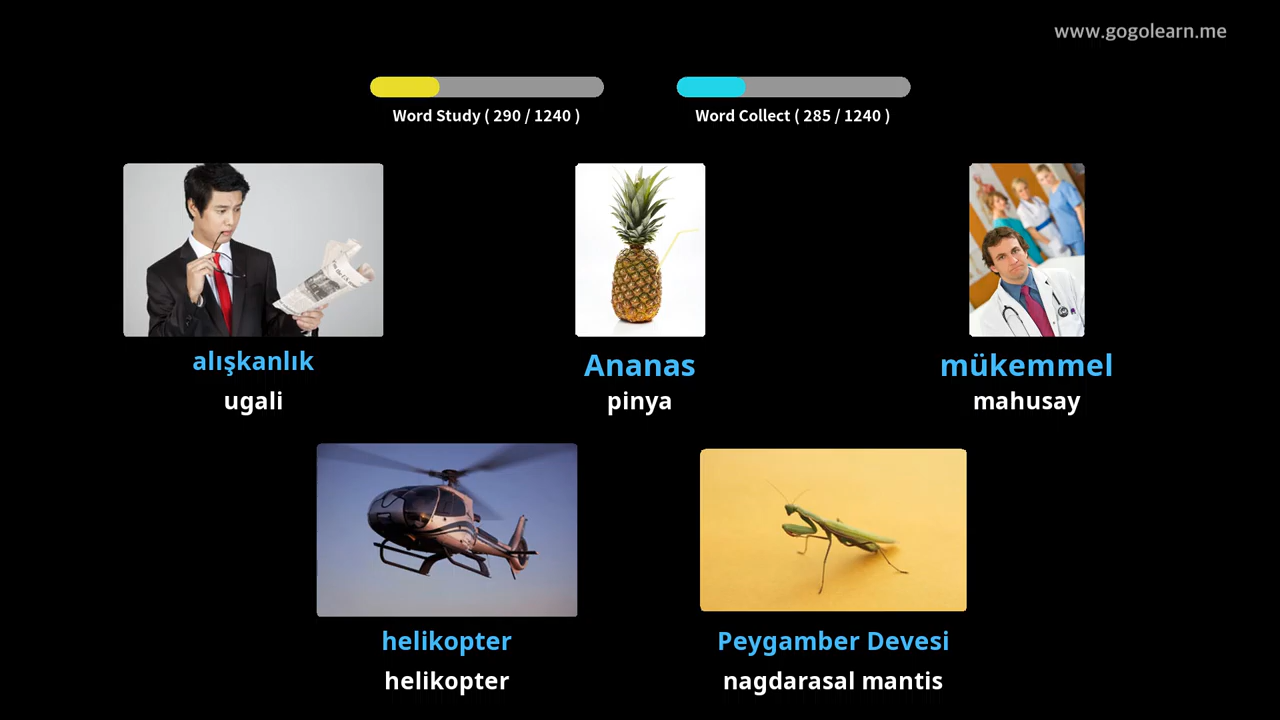 www.gogolearn.me
Word Study ( 290 / 1240 )
Word Collect ( 285 / 1240 )
alışkanlık
ugali
Ananas
pinya
mükemmel
mahusay
helikopter
helikopter
Peygamber Devesi
nagdarasal mantis